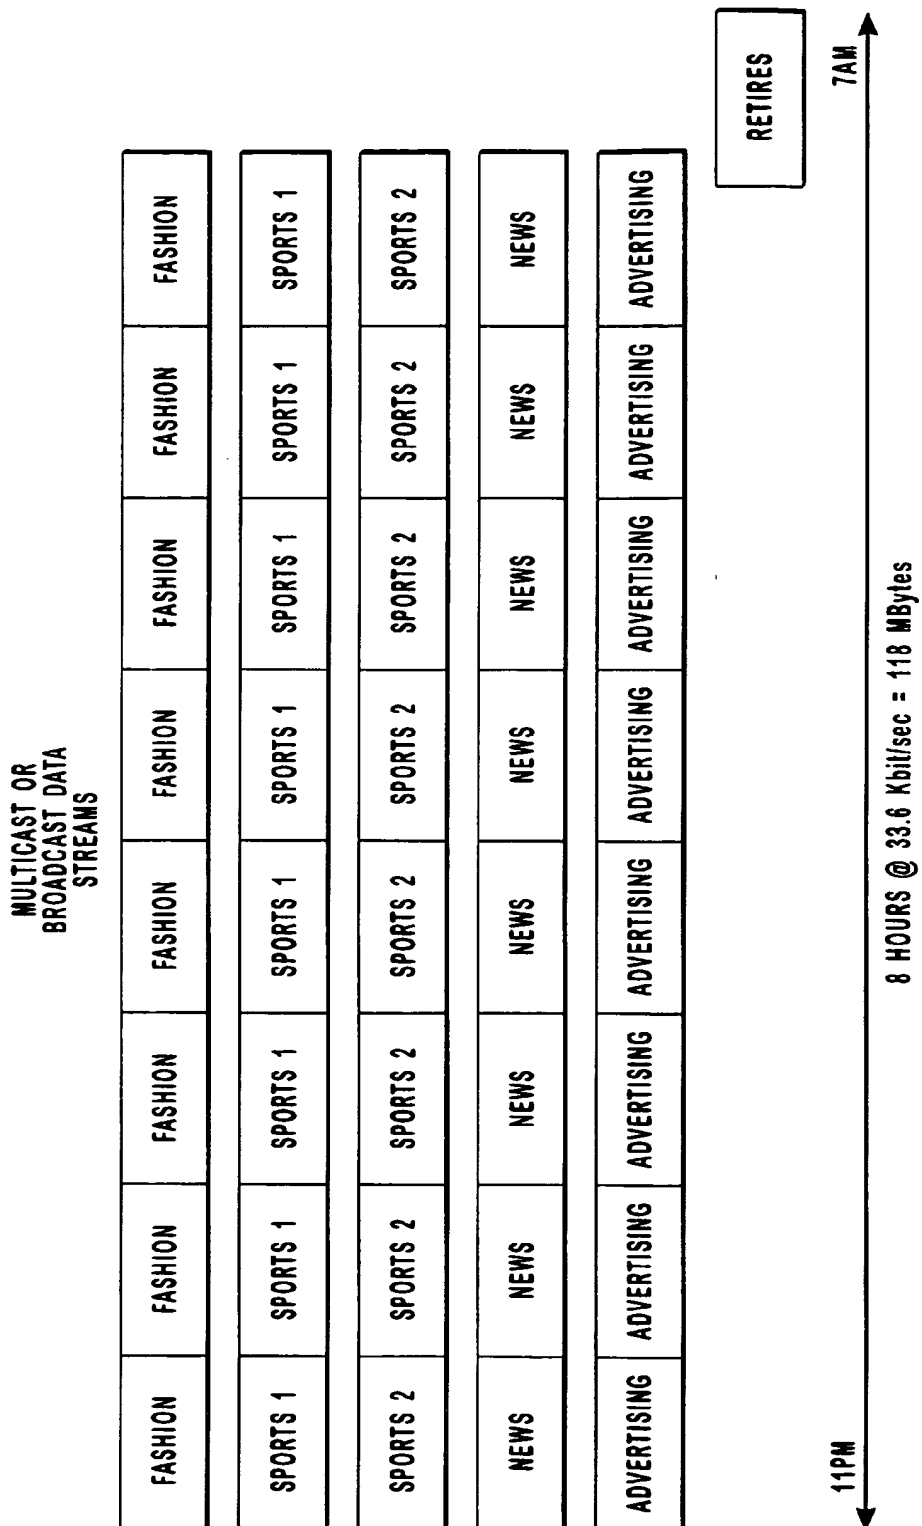 MULTICAST OR
BROADCAST DATA
STREAMS
FASHION FASHION FASHION FASHION FASHION FASHION FASHION FASHION
SPORTS 1 SPORTS 1 SPORTS 1 SPORTS 1 SPORTS 1 SPORTS 1 SPORTS 1 SPORTS 1
SPORTS 2 SPORTS 2 SPORTS 2 SPORTS 2 SPORTS 2 SPORTS 2 SPORTS 2 SPORTS 2
NEWS NEWS NEWS NEWS NEWS NEWS NEWS NEWS
ADVERTISING ADVERTISING ADVERTISING ADVERTISING ADVERTISING ADVERTISING ADVERTISING ADVERTISING
RETIRES
11PM 7AM
8 HOURS @ 33.6 Kbit/sec = 118 MBytes